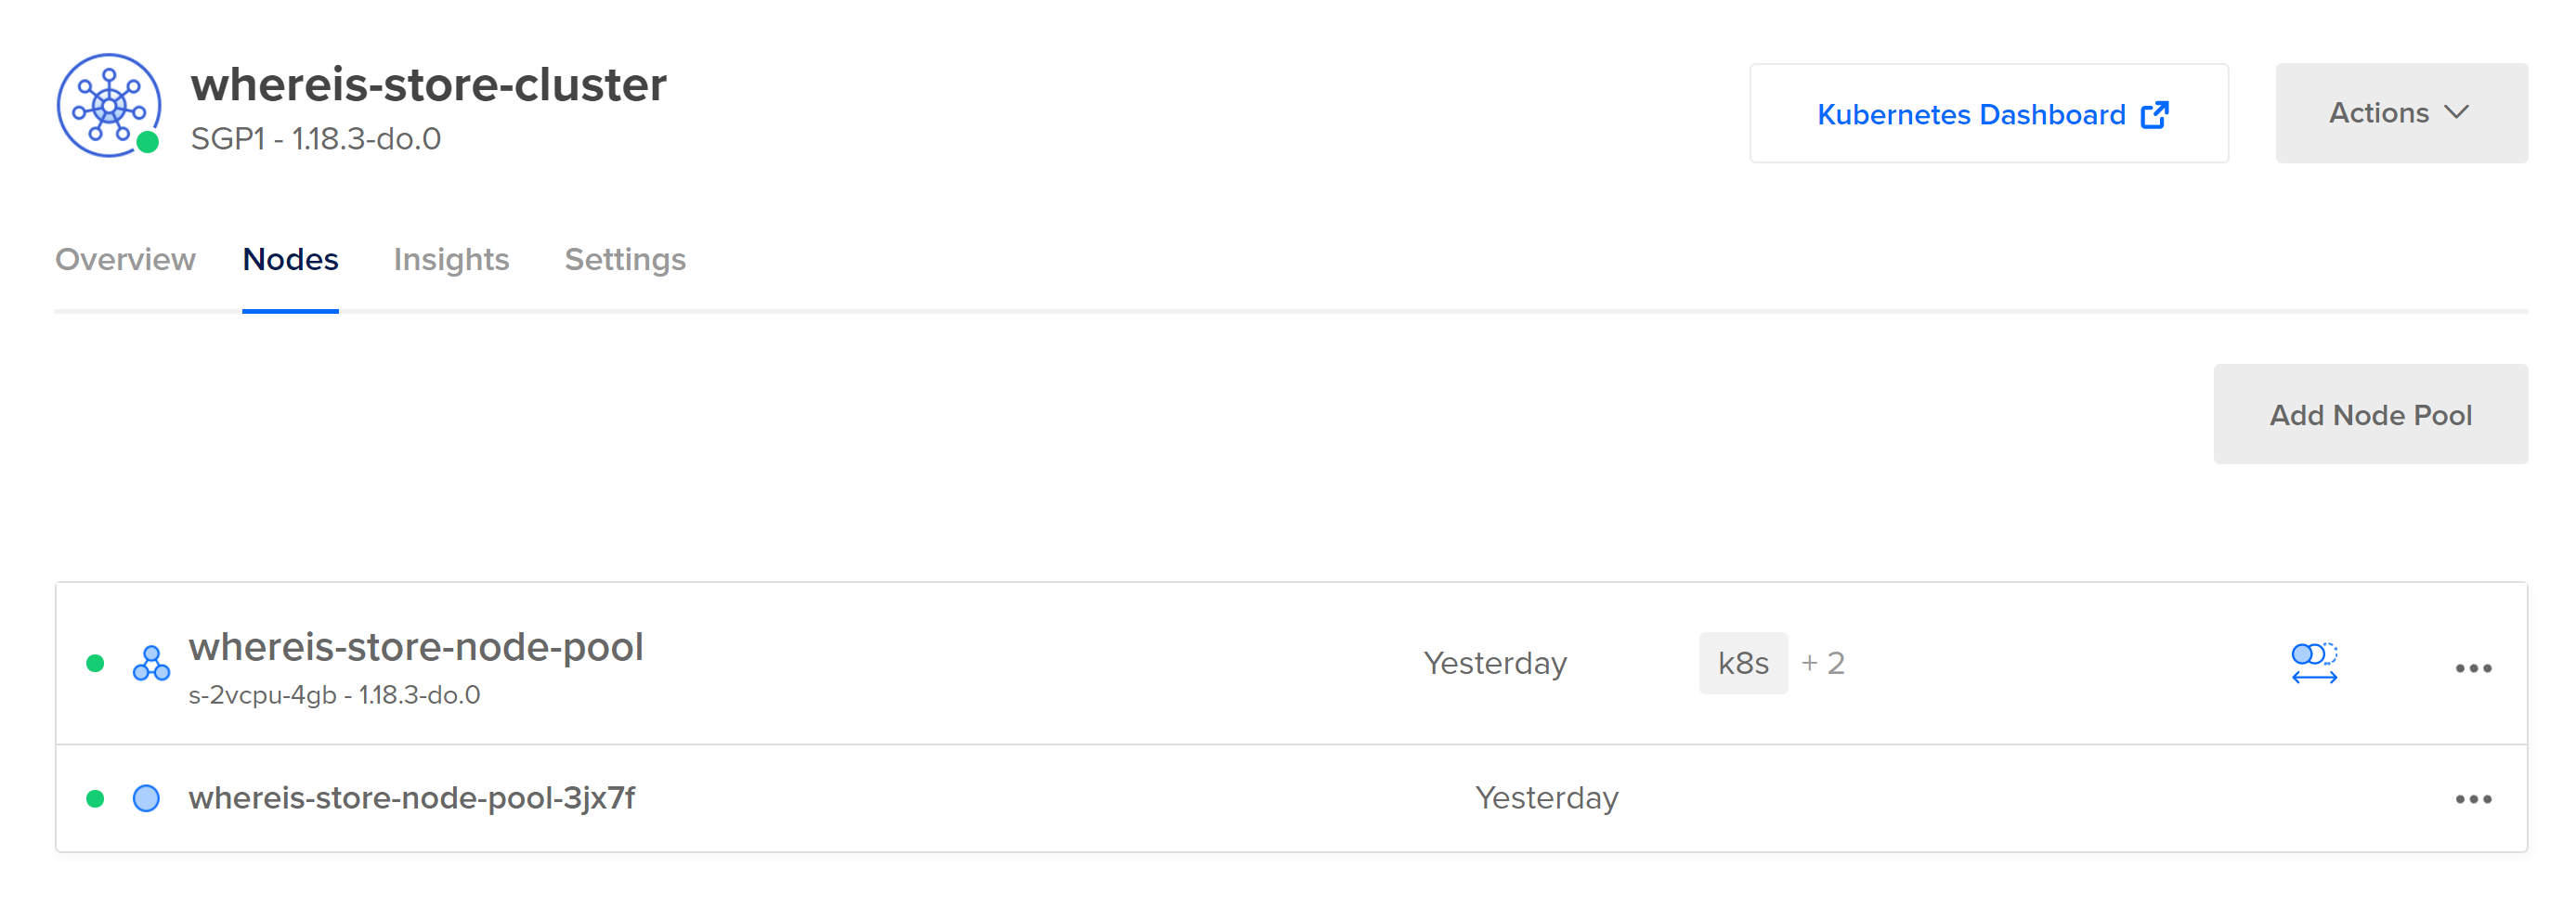 whereis-store-cluster
SGP1 - 1.18.3-do.0
Kubernetes Dashboard
Actions
Overview Nodes Insights Settings
Add Node Pool
whereis-store-node-pool
s-2vcpu-4gb - 1.18.3-do.0
Yesterday
k8s + 2
whereis-store-node-pool-3jx7f
Yesterday